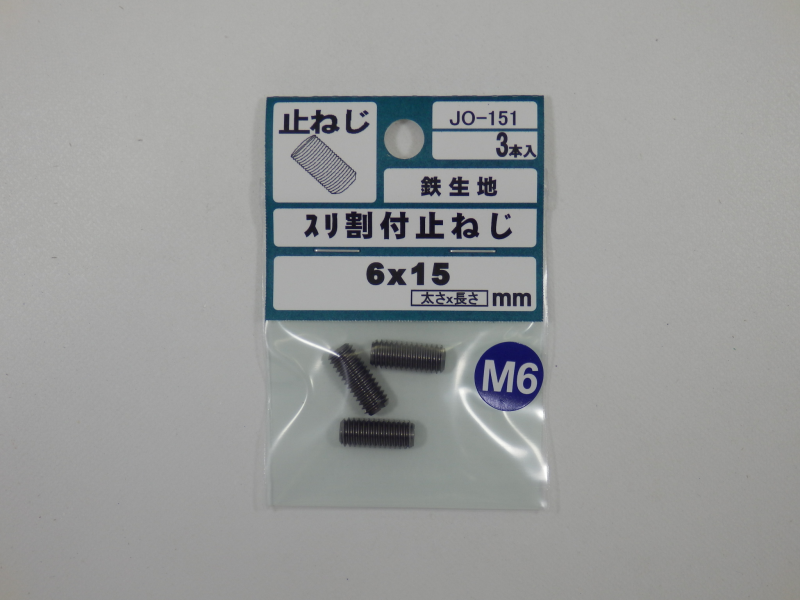 止ねじ
JO-151
3本入
鉄生地
ｽﾘ割付止ねじ
6x15
太さx長さ mm
M6